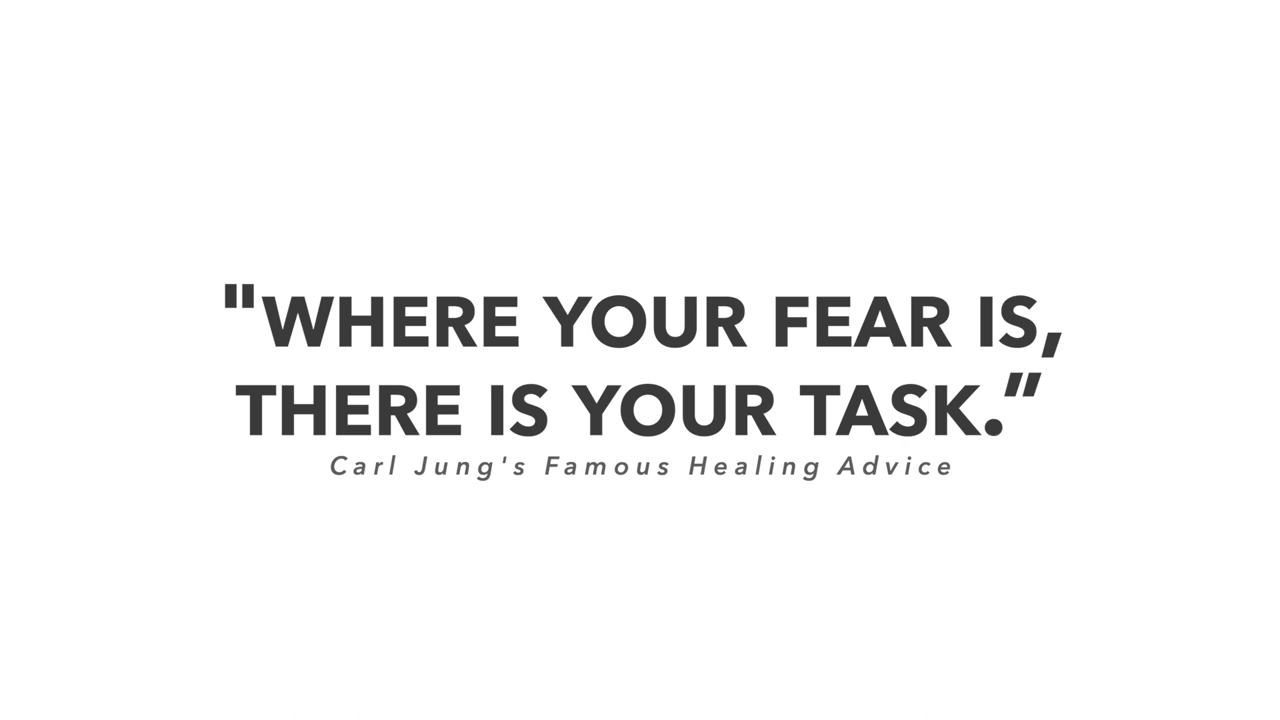 "WHERE YOUR FEAR IS,
THERE IS YOUR TASK.”
Carl Jung's Famous Healing Advice